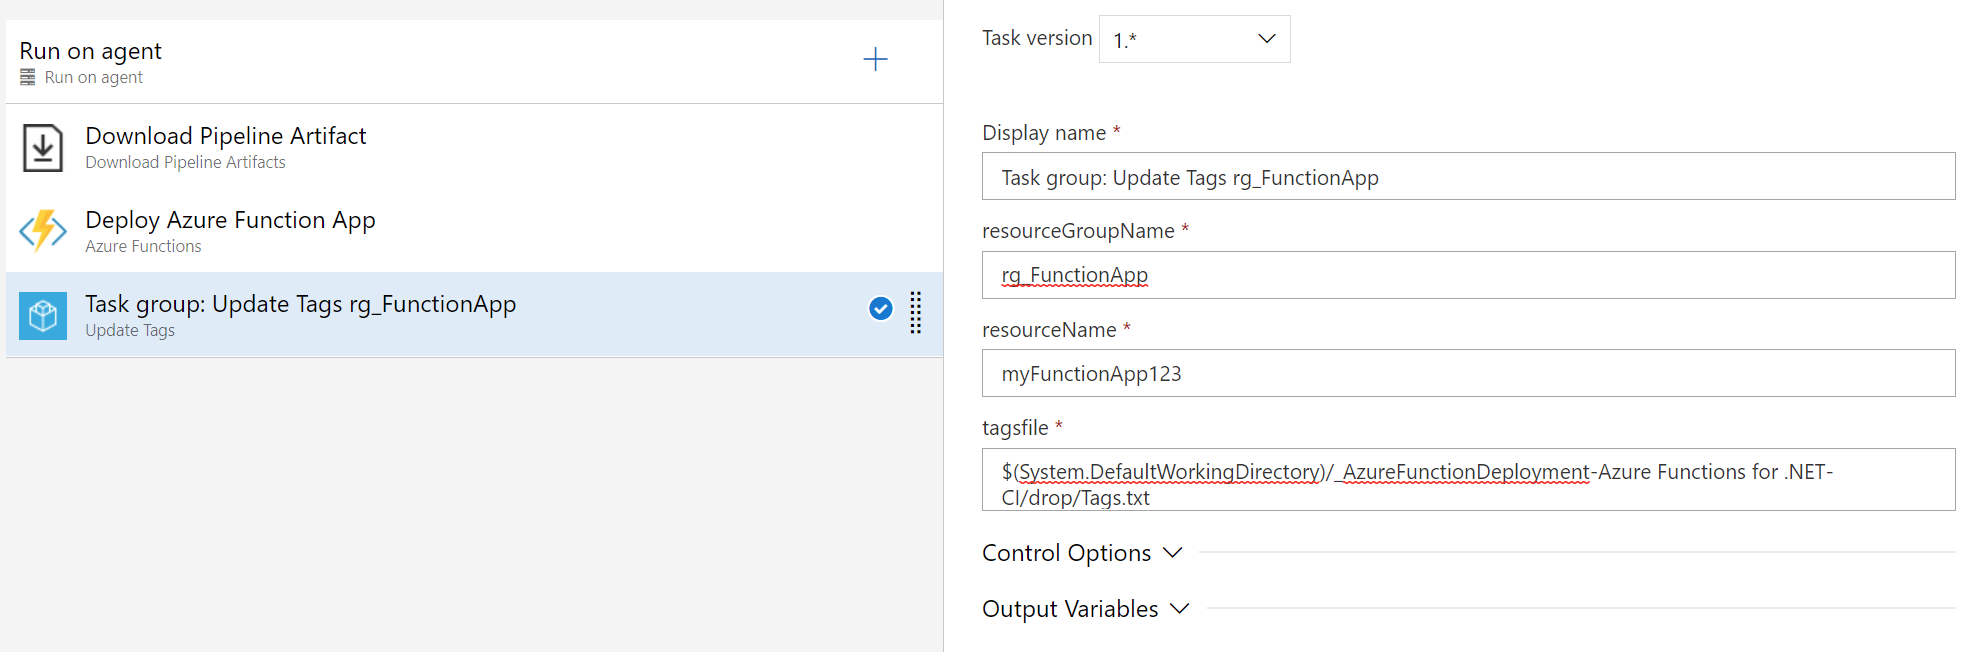 Run on agent
Run on agent
Download Pipeline Artifact
Download Pipeline Artifacts
Deploy Azure Function App
Azure Functions
Task group: Update Tags rg_FunctionApp
Update Tags
Task version 1.*
Display name *
Task group: Update Tags rg_FunctionApp
resourceGroupName *
rg_FunctionApp
resourceName *
myFunctionApp123
tagsfile *
$(System.DefaultWorkingDirectory)/_AzureFunctionDeployment-Azure Functions for .NET-
CI/drop/Tags.txt
Control Options
Output Variables